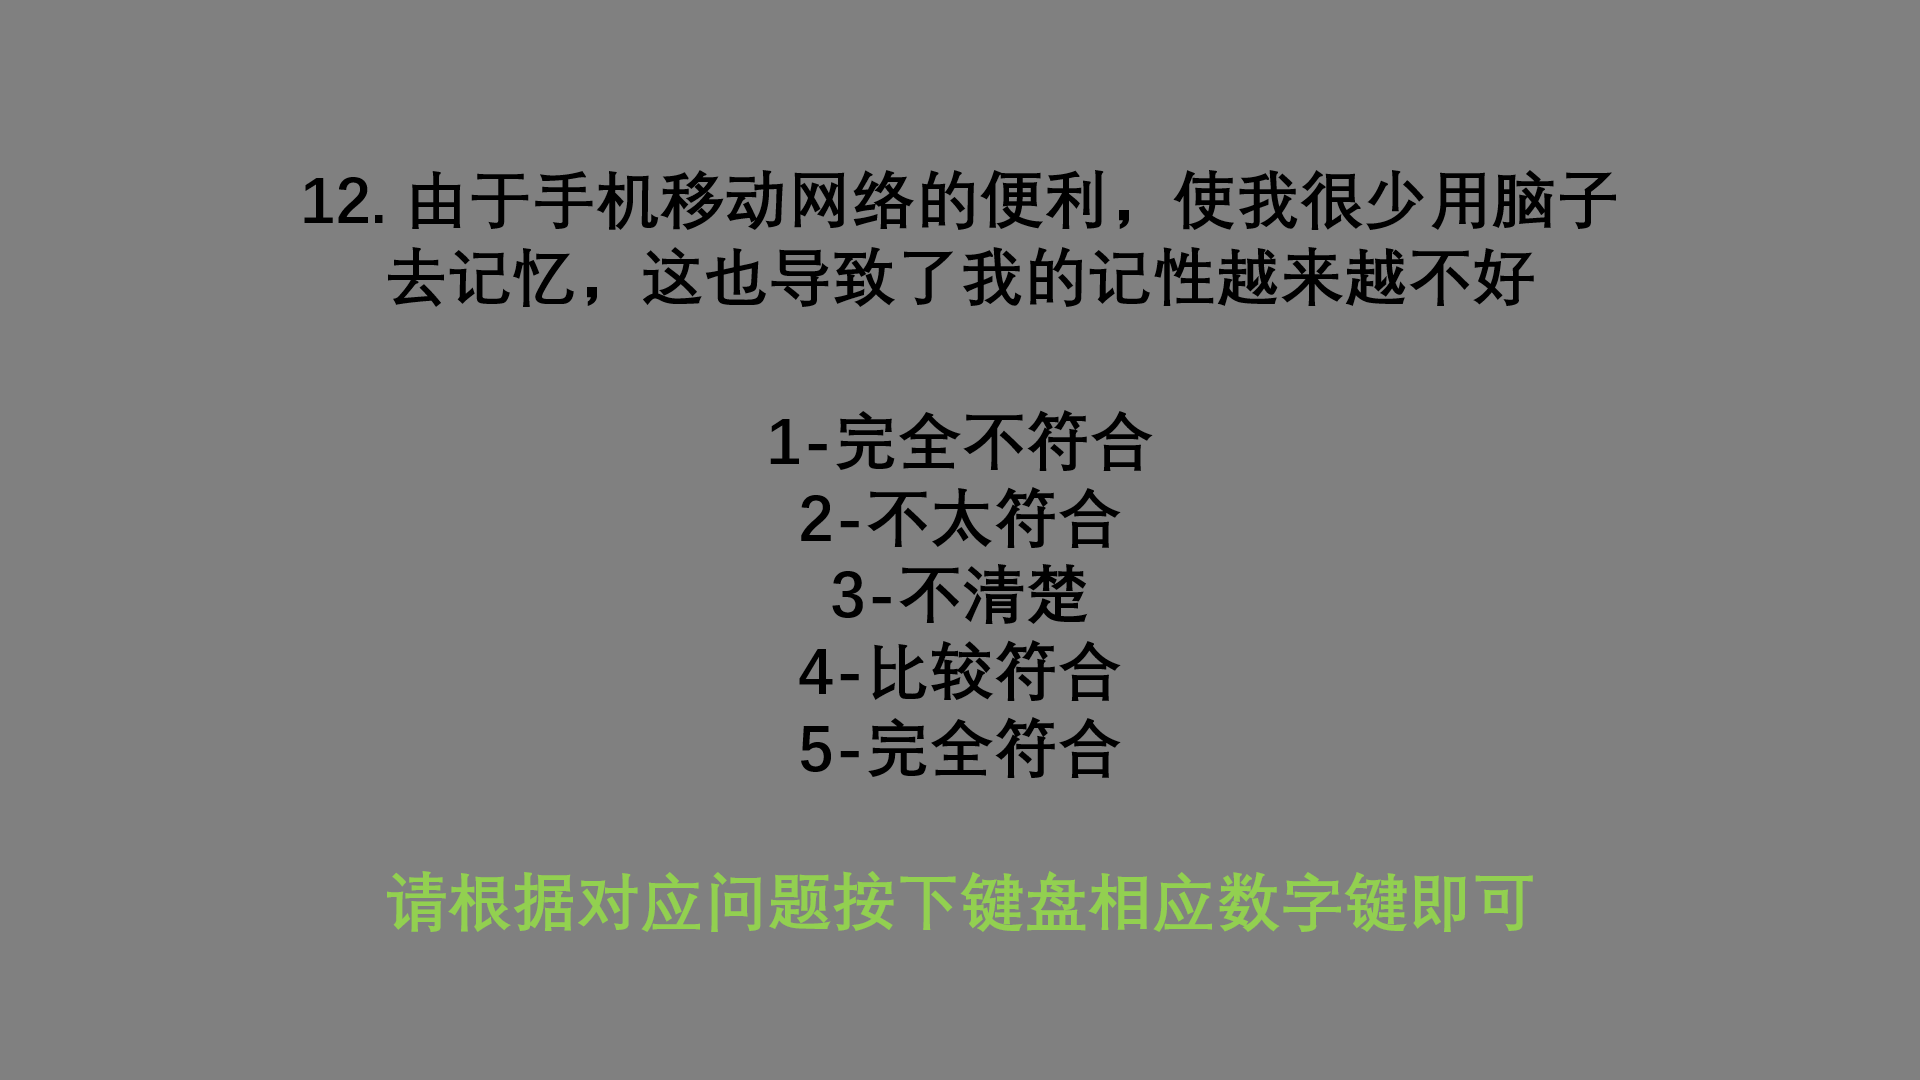 12. 由于手机移动网络的便利，使我很少用脑子
去记忆，这也导致了我的记性越来越不好
1-完全不符合
2-不太符合
3-不清楚
4-比较符合
5-完全符合
请根据对应问题按下键盘相应数字键即可